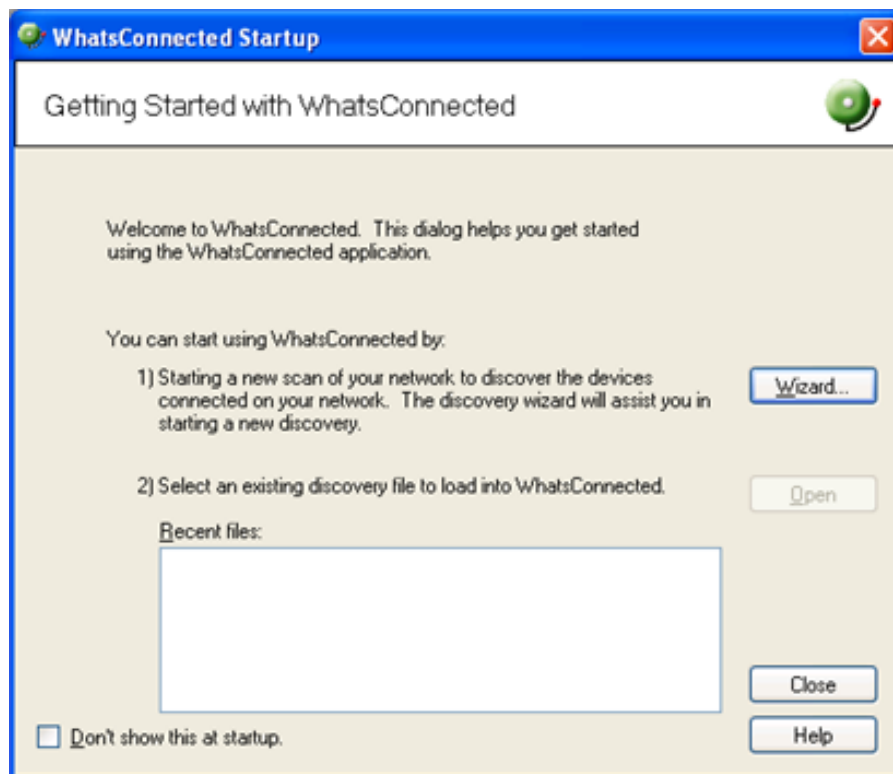 WhatsConnected Startup
Getting Started with WhatsConnected
Welcome to WhatsConnected. This dialog helps you get started
using the WhatsConnected application.
You can start using WhatsConnected by:
1) Starting a new scan of your network to discover the devices
connected on your network. The discovery wizard will assist you in
starting a new discovery.
Wizard...
2) Select an existing discovery file to load into WhatsConnected.
Open
Recent files:
Close
Don't show this at startup.
Help